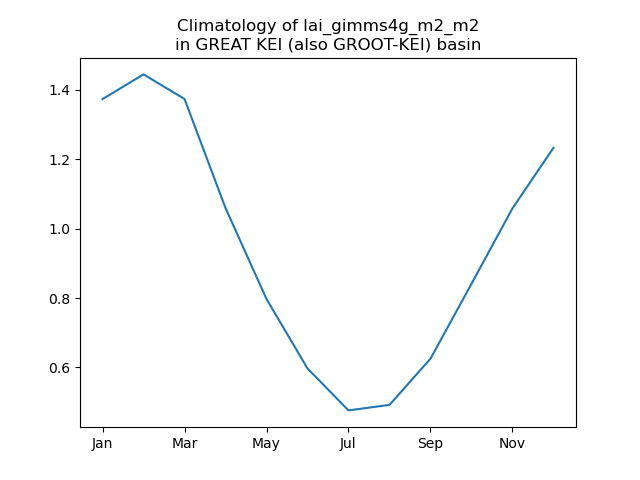 Climatology of lai_gimms4g_m2_m2
in GREAT KEI (also GROOT-KEI) basin
1.4
1.2
1.0
0.8
0.6
Jan Mar May Jul Sep Nov